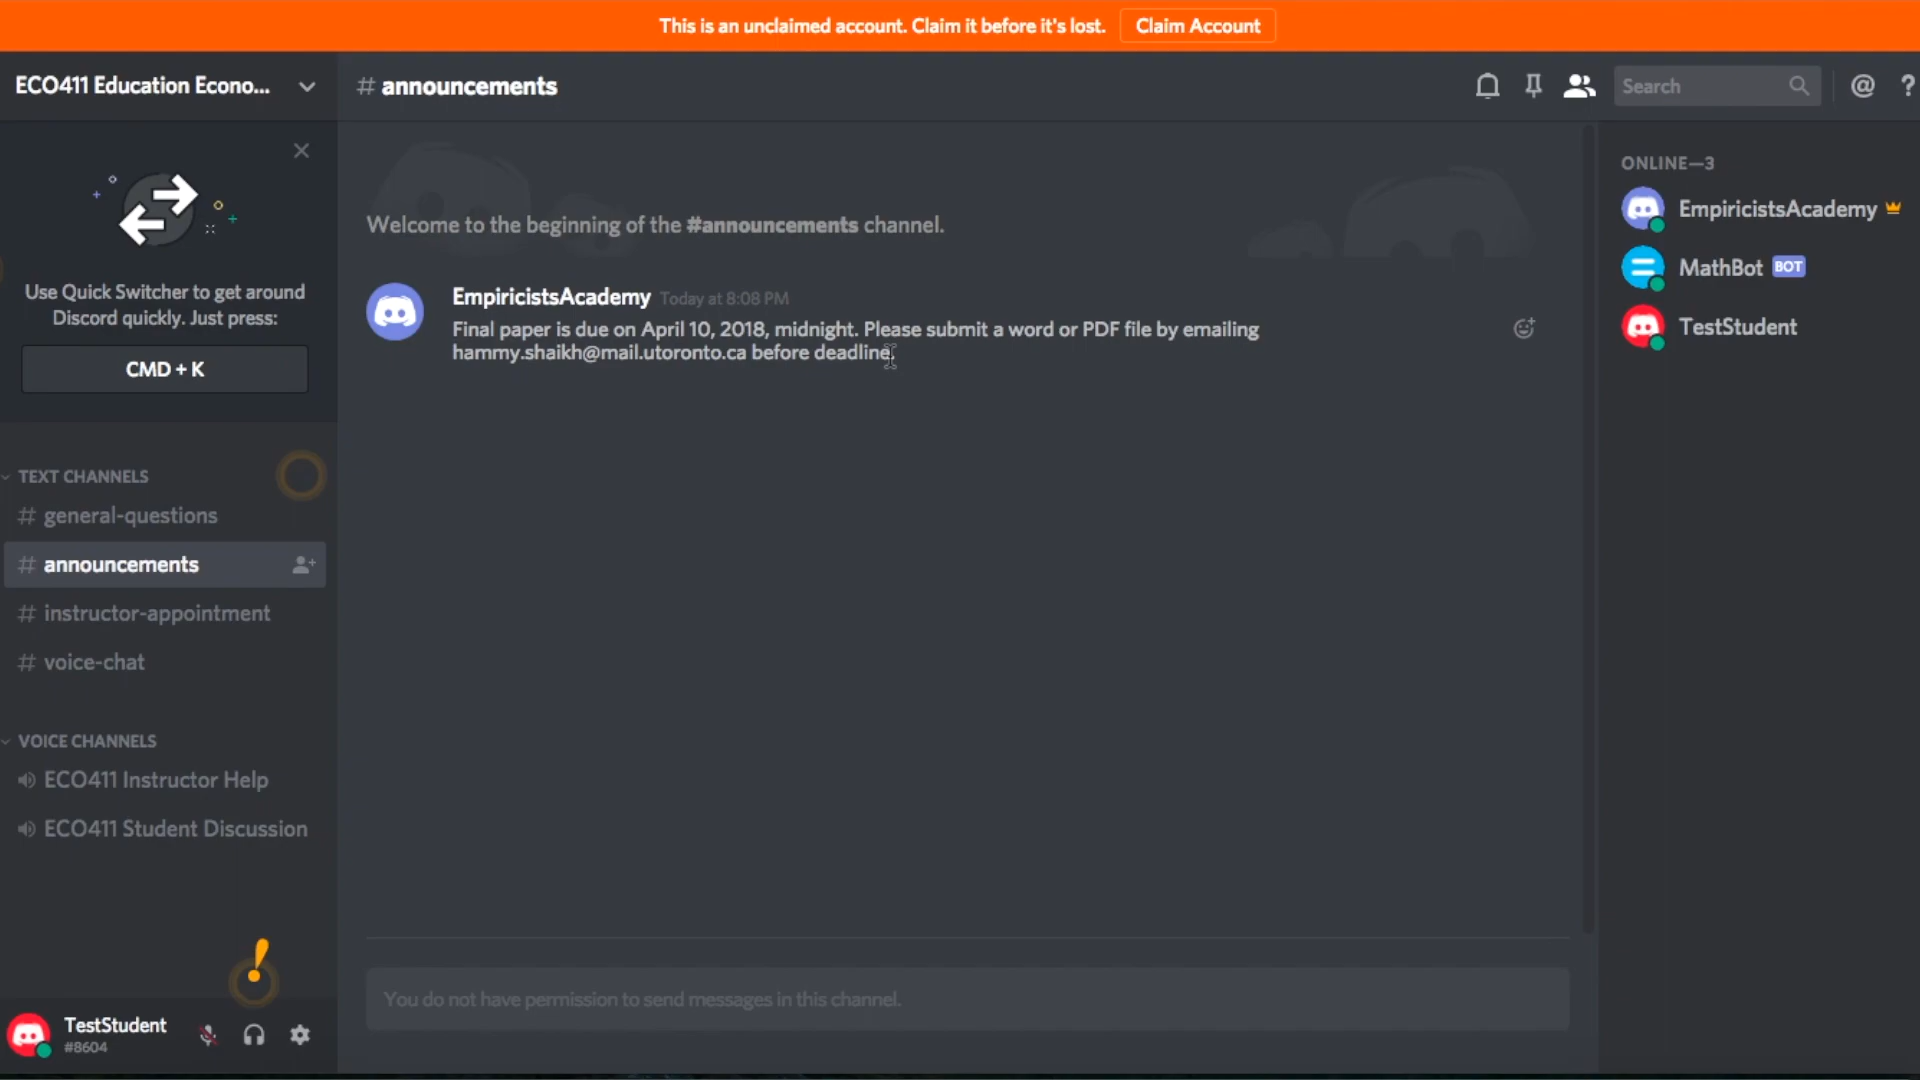 This is an unclaimed account. Claim it before it's lost.
Claim Account
ECO411 Education Econo...
# announcements
Search
@
?
Use Quick Switcher to get around
Discord quickly. Just press:
CMD + K
TEXT CHANNELS
# general-questions
# announcements
# instructor-appointment
# voice-chat
VOICE CHANNELS
ECO411 Instructor Help
ECO411 Student Discussion
TestStudent
#8604
Welcome to the beginning of the #announcements channel.
EmpiricistsAcademy Today at 8:08 PM
Final paper is due on April 10, 2018, midnight. Please submit a word or PDF file by emailing
hammy.shaikh@mail.utoronto.ca before deadline.
You do not have permission to send messages in this channel.
ONLINE—3
EmpiricistsAcademy
MathBot BOT
TestStudent